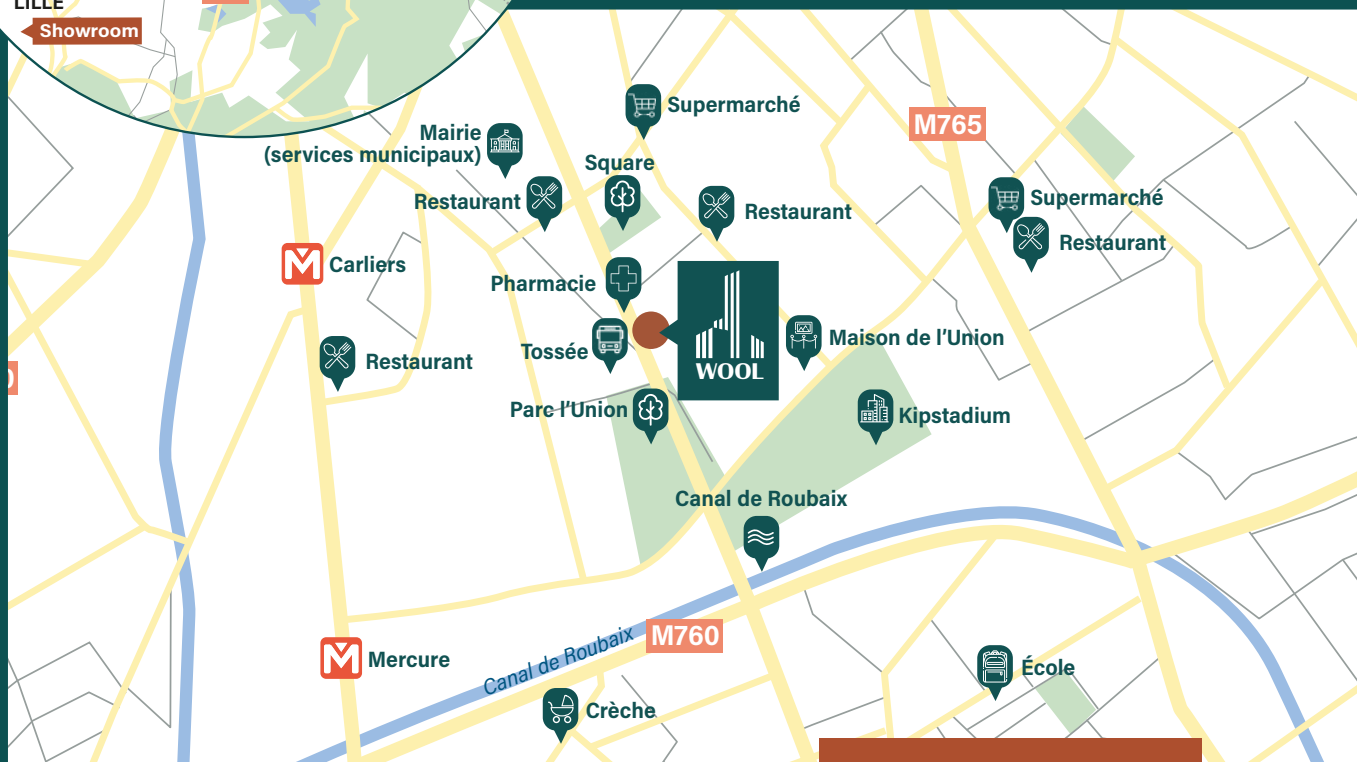 LILLE
Showroom
Supermarché
M765
Mairie
(services municipaux)
Square
Restaurant
Restaurant
Supermarché
Restaurant
Carliers
Pharmacie
Tossée
WOOL
Maison de l'Union
Restaurant
Parc l'Union
Kipstadium
Canal de Roubaix
Canal de Roubaix
M760
Mercure
École
Crèche